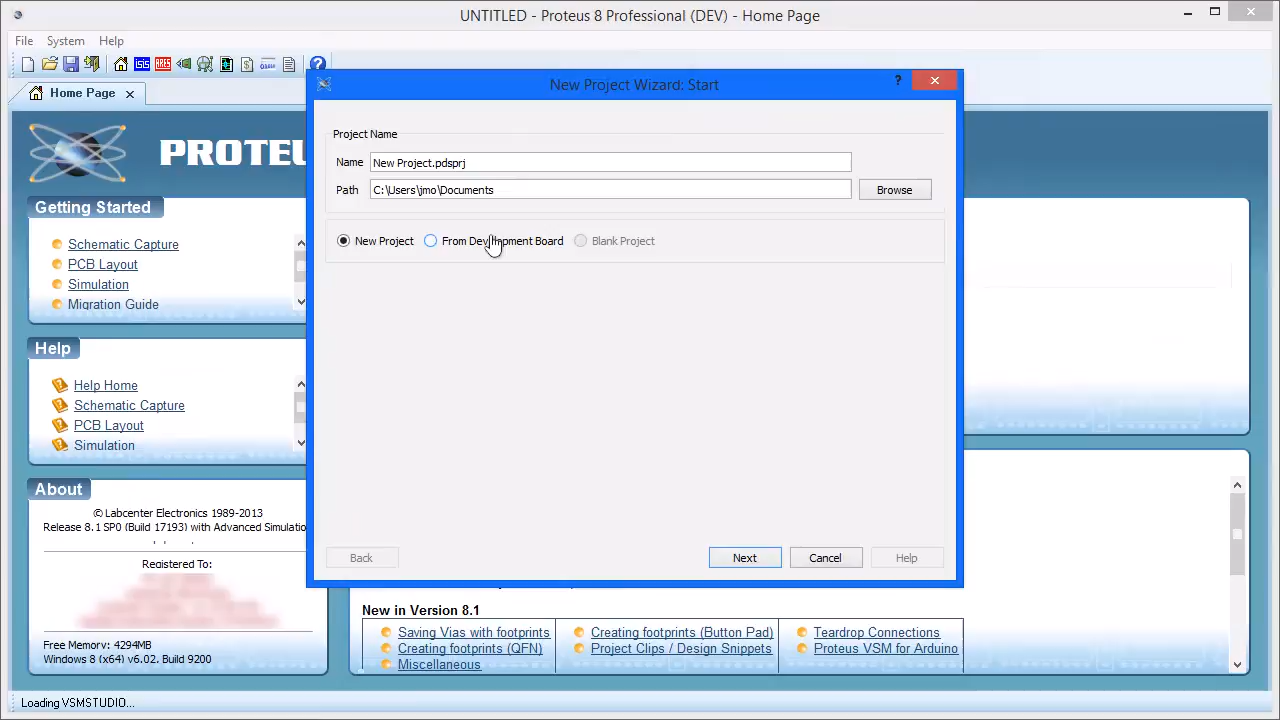 UNTITLED - Proteus 8 Professional (DEV) - Home Page
File System Help
Home Page
New Project Wizard: Start
PROTEU
Project Name
Name New Project.pdsprj
Path C:\Users\jmo\Documents Browse
New Project From Development Board Blank Project
Getting Started
Schematic Capture
PCB Layout
Simulation
Migration Guide
Help
Help Home
Schematic Capture
PCB Layout
Simulation
About
© Labcenter Electronics 1989-2013
Release 8.1 SP0 (Build 17193) with Advanced Simulatio
Registered To:
Free Memory: 4294MB
Windows 8 (x64) v6.02, Build 9200
Back Next Cancel Help
New in Version 8.1
Saving Vias with footprints Creating footprints (Button Pad) Teardrop Connections
Creating footprints (QFN) Project Clips / Design Snippets Proteus VSM for Arduino
Miscellaneous
Loading VSMSTUDIO...